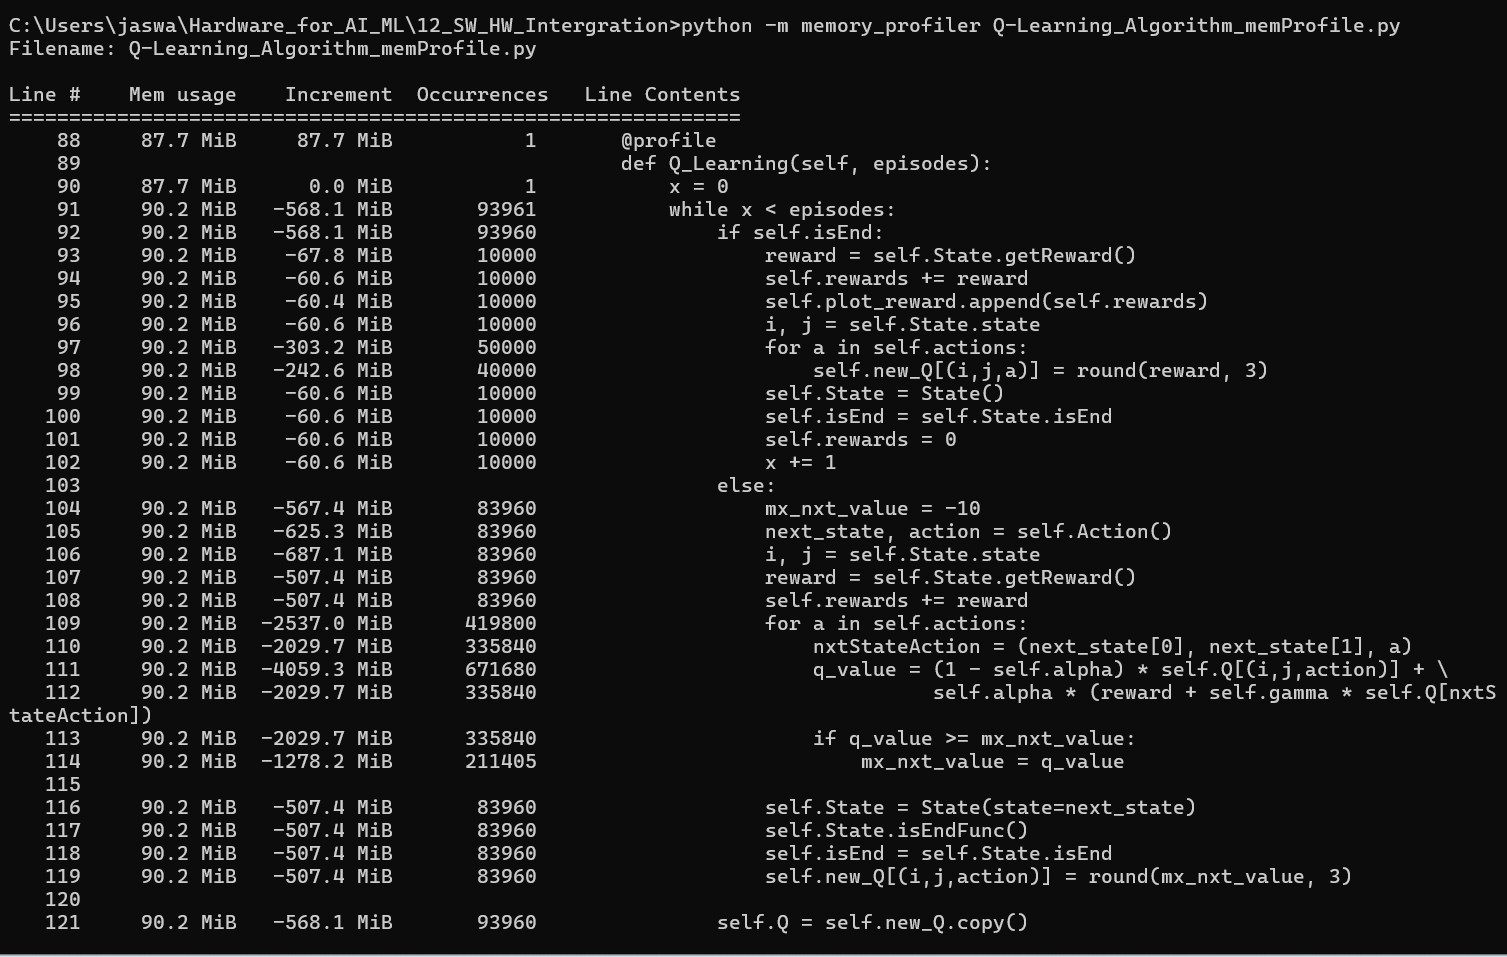 C:\Users\jaswa\Hardware_for_AI_ML\12_SW_HW_Intergration>python -m memory_profiler Q-Learning_Algorithm_memProfile.py
Filename: Q-Learning_Algorithm_memProfile.py

Line #    Mem usage    Increment  Occurrences   Line Contents
=============================================================
    88     87.7 MiB     87.7 MiB           1       @profile
    89                                             def Q_Learning(self, episodes):
    90     87.7 MiB      0.0 MiB           1           x = 0
    91     90.2 MiB   -568.1 MiB       93961           while x < episodes:
    92     90.2 MiB   -568.1 MiB       93960               if self.isEnd:
    93     90.2 MiB    -67.8 MiB       10000                   reward = self.State.getReward()
    94     90.2 MiB    -60.6 MiB       10000                   self.rewards += reward
    95     90.2 MiB    -60.4 MiB       10000                   self.plot_reward.append(self.rewards)
    96     90.2 MiB    -60.6 MiB       10000                   i, j = self.State.state
    97     90.2 MiB   -303.2 MiB       50000                   for a in self.actions:
    98     90.2 MiB   -242.6 MiB       40000                       self.new_Q[(i,j,a)] = round(reward, 3)
    99     90.2 MiB    -60.6 MiB       10000                   self.State = State()
   100     90.2 MiB    -60.6 MiB       10000                   self.isEnd = self.State.isEnd
   101     90.2 MiB    -60.6 MiB       10000                   self.rewards = 0
   102     90.2 MiB    -60.6 MiB       10000                   x += 1
   103                                                     else:
   104     90.2 MiB   -567.4 MiB       83960                   mx_nxt_value = -10
   105     90.2 MiB   -625.3 MiB       83960                   next_state, action = self.Action()
   106     90.2 MiB   -687.1 MiB       83960                   i, j = self.State.state
   107     90.2 MiB   -507.4 MiB       83960                   reward = self.State.getReward()
   108     90.2 MiB   -507.4 MiB       83960                   self.rewards += reward
   109     90.2 MiB  -2537.0 MiB      419800                   for a in self.actions:
   110     90.2 MiB  -2029.7 MiB      335840                       nxtStateAction = (next_state[0], next_state[1], a)
   111     90.2 MiB  -4059.3 MiB      671680                       q_value = (1 - self.alpha) * self.Q[(i,j,action)] + \
   112     90.2 MiB  -2029.7 MiB      335840                                 self.alpha * (reward + self.gamma * self.Q[nxtS
tateAction])
   113     90.2 MiB  -2029.7 MiB      335840                       if q_value >= mx_nxt_value:
   114     90.2 MiB  -1278.2 MiB      211405                           mx_nxt_value = q_value
   115
   116     90.2 MiB   -507.4 MiB       83960                   self.State = State(state=next_state)
   117     90.2 MiB   -507.4 MiB       83960                   self.State.isEndFunc()
   118     90.2 MiB   -507.4 MiB       83960                   self.isEnd = self.State.isEnd
   119     90.2 MiB   -507.4 MiB       83960                   self.new_Q[(i,j,action)] = round(mx_nxt_value, 3)
   120
   121     90.2 MiB   -568.1 MiB       93960               self.Q = self.new_Q.copy()